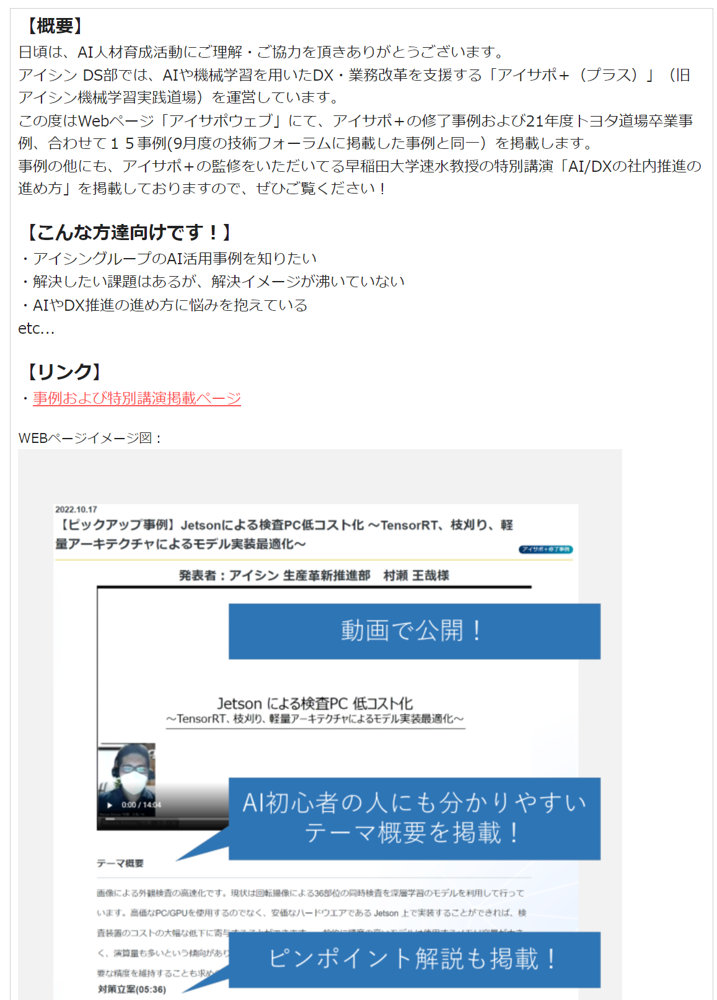 【概要】
日頃は、AI人材育成活動にご理解・ご協力を頂きありがとうございます。
アイシン DS部では、AIや機械学習を用いたDX・業務改革を支援する「アイサポ＋（プラス）」（旧
アイシン機械学習実践道場）を運営しています。
この度はWebページ「アイサポウェブ」にて、アイサポ＋の修了事例および21年度トヨタ道場卒業事
例、合わせて１５事例(9月度の技術フォーラムに掲載した事例と同一）を掲載します。
事例の他にも、アイサポ＋の監修をいただいてる早稲田大学速水教授の特別講演「AI/DXの社内推進の
進め方」を掲載しておりますので、ぜひご覧ください！
【こんな方達向けです！】
・アイシングループのAI活用事例を知りたい
・解決したい課題はあるが、解決イメージが沸いていない
・AIやDX推進の進め方に悩みを抱えている
etc...
【リンク】
・事例および特別講演掲載ページ
WEBページイメージ図：
2022.10.17
【ピックアップ事例】Jetsonによる検査PC低コスト化 ～TensorRT、枝刈り、軽
量アーキテクチャによるモデル実装最適化～
アイサポ+修了事例
発表者：アイシン 生産革新推進部　村瀬 王哉様
動画で公開！
Jetson による検査PC 低コスト化
～TensorRT、枝刈り、軽量アーキテクチャによるモデル実装最適化～
0:00 / 14:04
AI初心者の人にも分かりやすい
テーマ概要を掲載！
テーマ概要
画像による外観検査の高速化です。現状は回転撮像による36部位の同時検査を深層学習のモデルを利用して行って
います。高価なPC/GPUを使用するのでなく、安価なハードウエアである Jetson 上で実装することができれば、検
査装置のコストの大幅な低下に寄与
く、演算量も多いという傾向があり
要な精度を維持することも求め
ピンポイント解説も掲載！
対策立案(05:36)